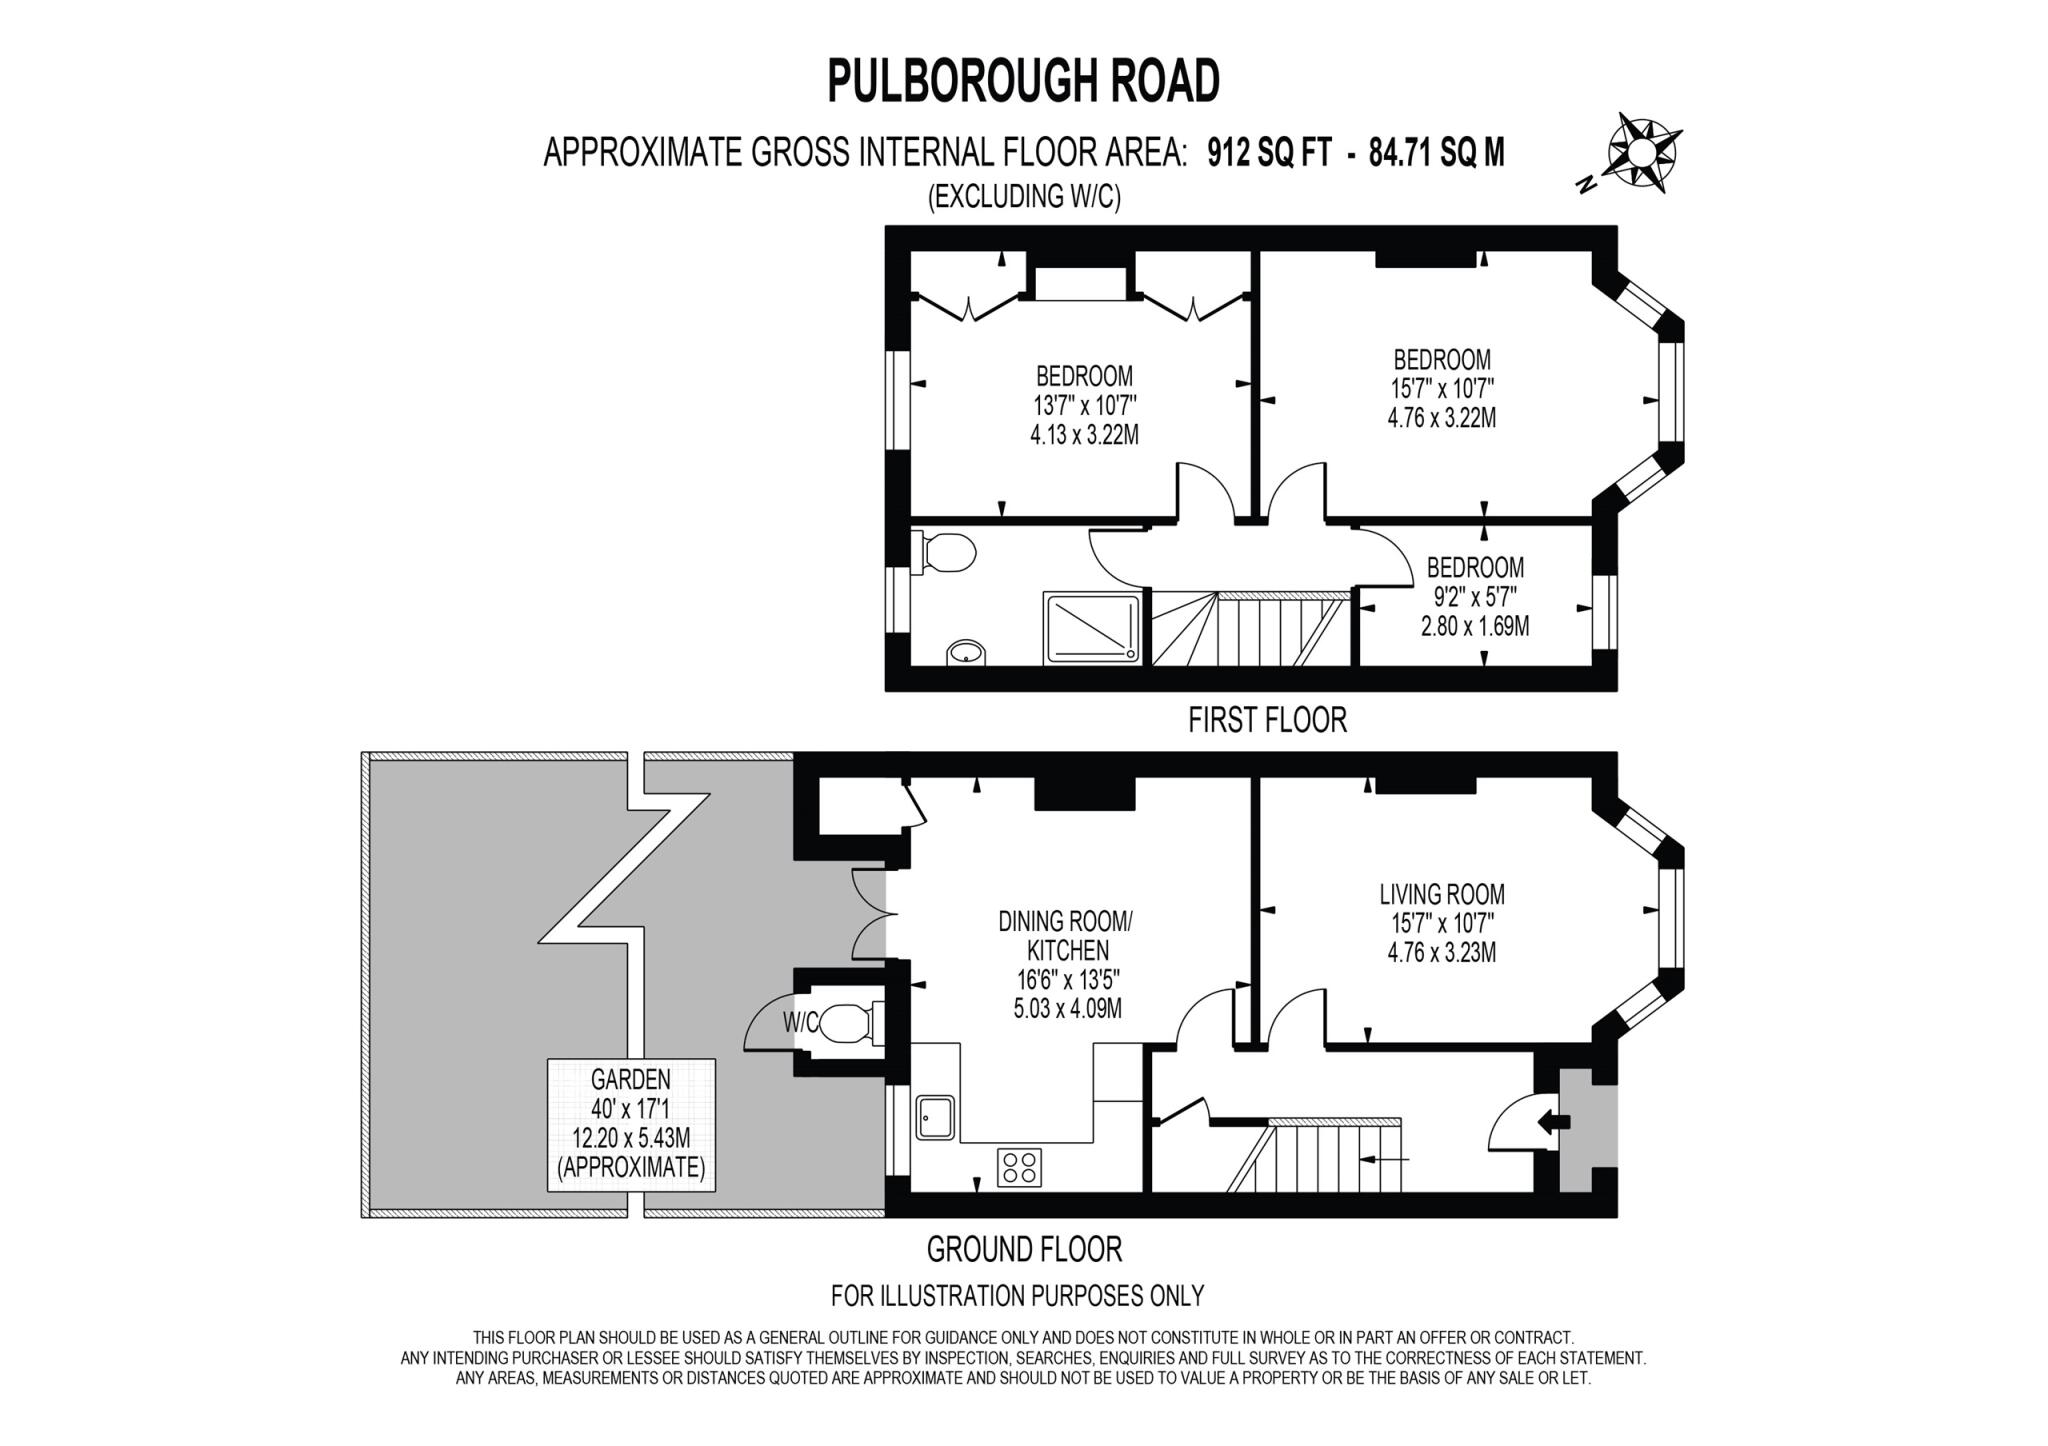 PULBOROUGH ROAD
APPROXIMATE GROSS INTERNAL FLOOR AREA: 912 SQ FT - 84.71 SQ M
(EXCLUDING W/C)
N
BEDROOM
13'7" x 10'7"
4.13 x 3.22M
BEDROOM
15'7" x 10'7"
4.76 x 3.22M
BEDROOM
9'2" x 5'7"
2.80 x 1.69M
FIRST FLOOR
DINING ROOM/
KITCHEN
16'6" x 13'5"
5.03 x 4.09M
LIVING ROOM
15'7" x 10'7"
4.76 x 3.23M
W/C
GARDEN
40' x 17'1
12.20 x 5.43M
(APPROXIMATE)
GROUND FLOOR
FOR ILLUSTRATION PURPOSES ONLY
THIS FLOOR PLAN SHOULD BE USED AS A GENERAL OUTLINE FOR GUIDANCE ONLY AND DOES NOT CONSTITUTE IN WHOLE OR IN PART AN OFFER OR CONTRACT.
ANY INTENDING PURCHASER OR LESSEE SHOULD SATISFY THEMSELVES BY INSPECTION, SEARCHES, ENQUIRIES AND FULL SURVEY AS TO THE CORRECTNESS OF EACH STATEMENT.
ANY AREAS, MEASUREMENTS OR DISTANCES QUOTED ARE APPROXIMATE AND SHOULD NOT BE USED TO VALUE A PROPERTY OR BE THE BASIS OF ANY SALE OR LET.